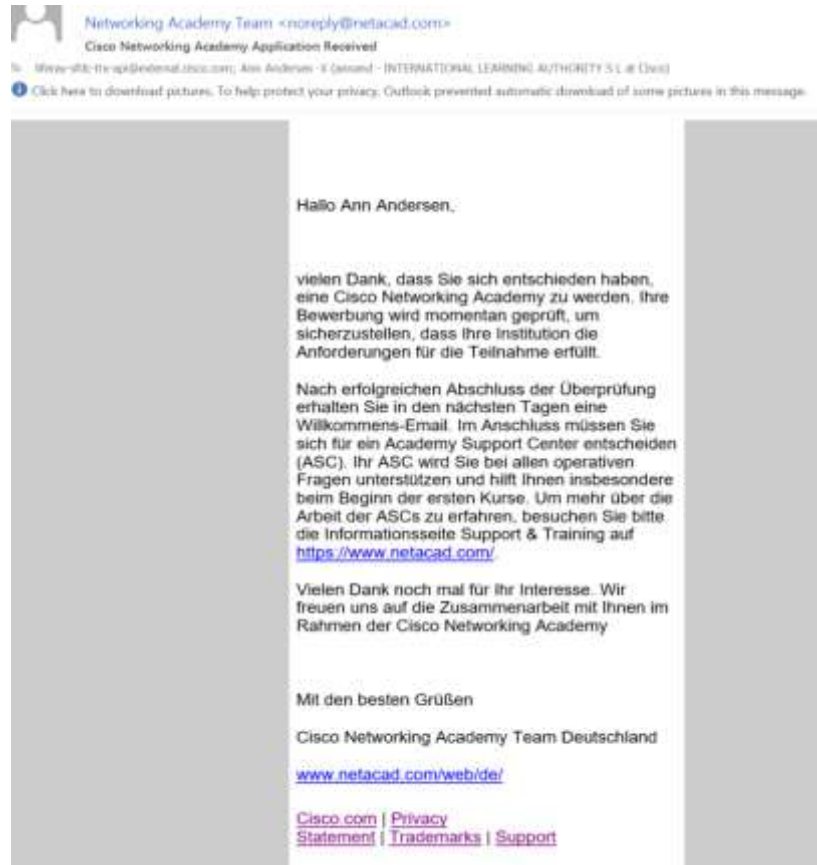 Networking Academy Team <noreply@netacad.com>
Cisco Networking Academy Application Received
Ann Andersen -X - INTERNATIONAL LEARNING AUTHORITY S L at Cisco)
Click here to download pictures. To help protect your privacy, Outlook prevented automatic download of some pictures in this message.
Hallo Ann Andersen,
vielen Dank, dass Sie sich entschieden haben,
eine Cisco Networking Academy zu werden. Ihre
Bewerbung wird momentan geprüft, um
sicherzustellen, dass Ihre Institution die
Anforderungen für die Teilnahme erfüllt.
Nach erfolgreichen Abschluss der Überprüfung
erhalten Sie in den nächsten Tagen eine
Willkommens-Email. Im Anschluss müssen Sie
sich für ein Academy Support Center entscheiden
(ASC). Ihr ASC wird Sie bei allen operativen
Fragen unterstützen und hilft Ihnen insbesondere
beim Beginn der ersten Kurse. Um mehr über die
Arbeit der ASCs zu erfahren, besuchen Sie bitte
die Informationsseite Support & Training auf
https://www.netacad.com/.
Vielen Dank noch mal für Ihr Interesse. Wir
freuen uns auf die Zusammenarbeit mit Ihnen im
Rahmen der Cisco Networking Academy
Mit den besten Grüßen
Cisco Networking Academy Team Deutschland
www.netacad.com/web/de/
Cisco.com | Privacy
Statement | Trademarks | Support